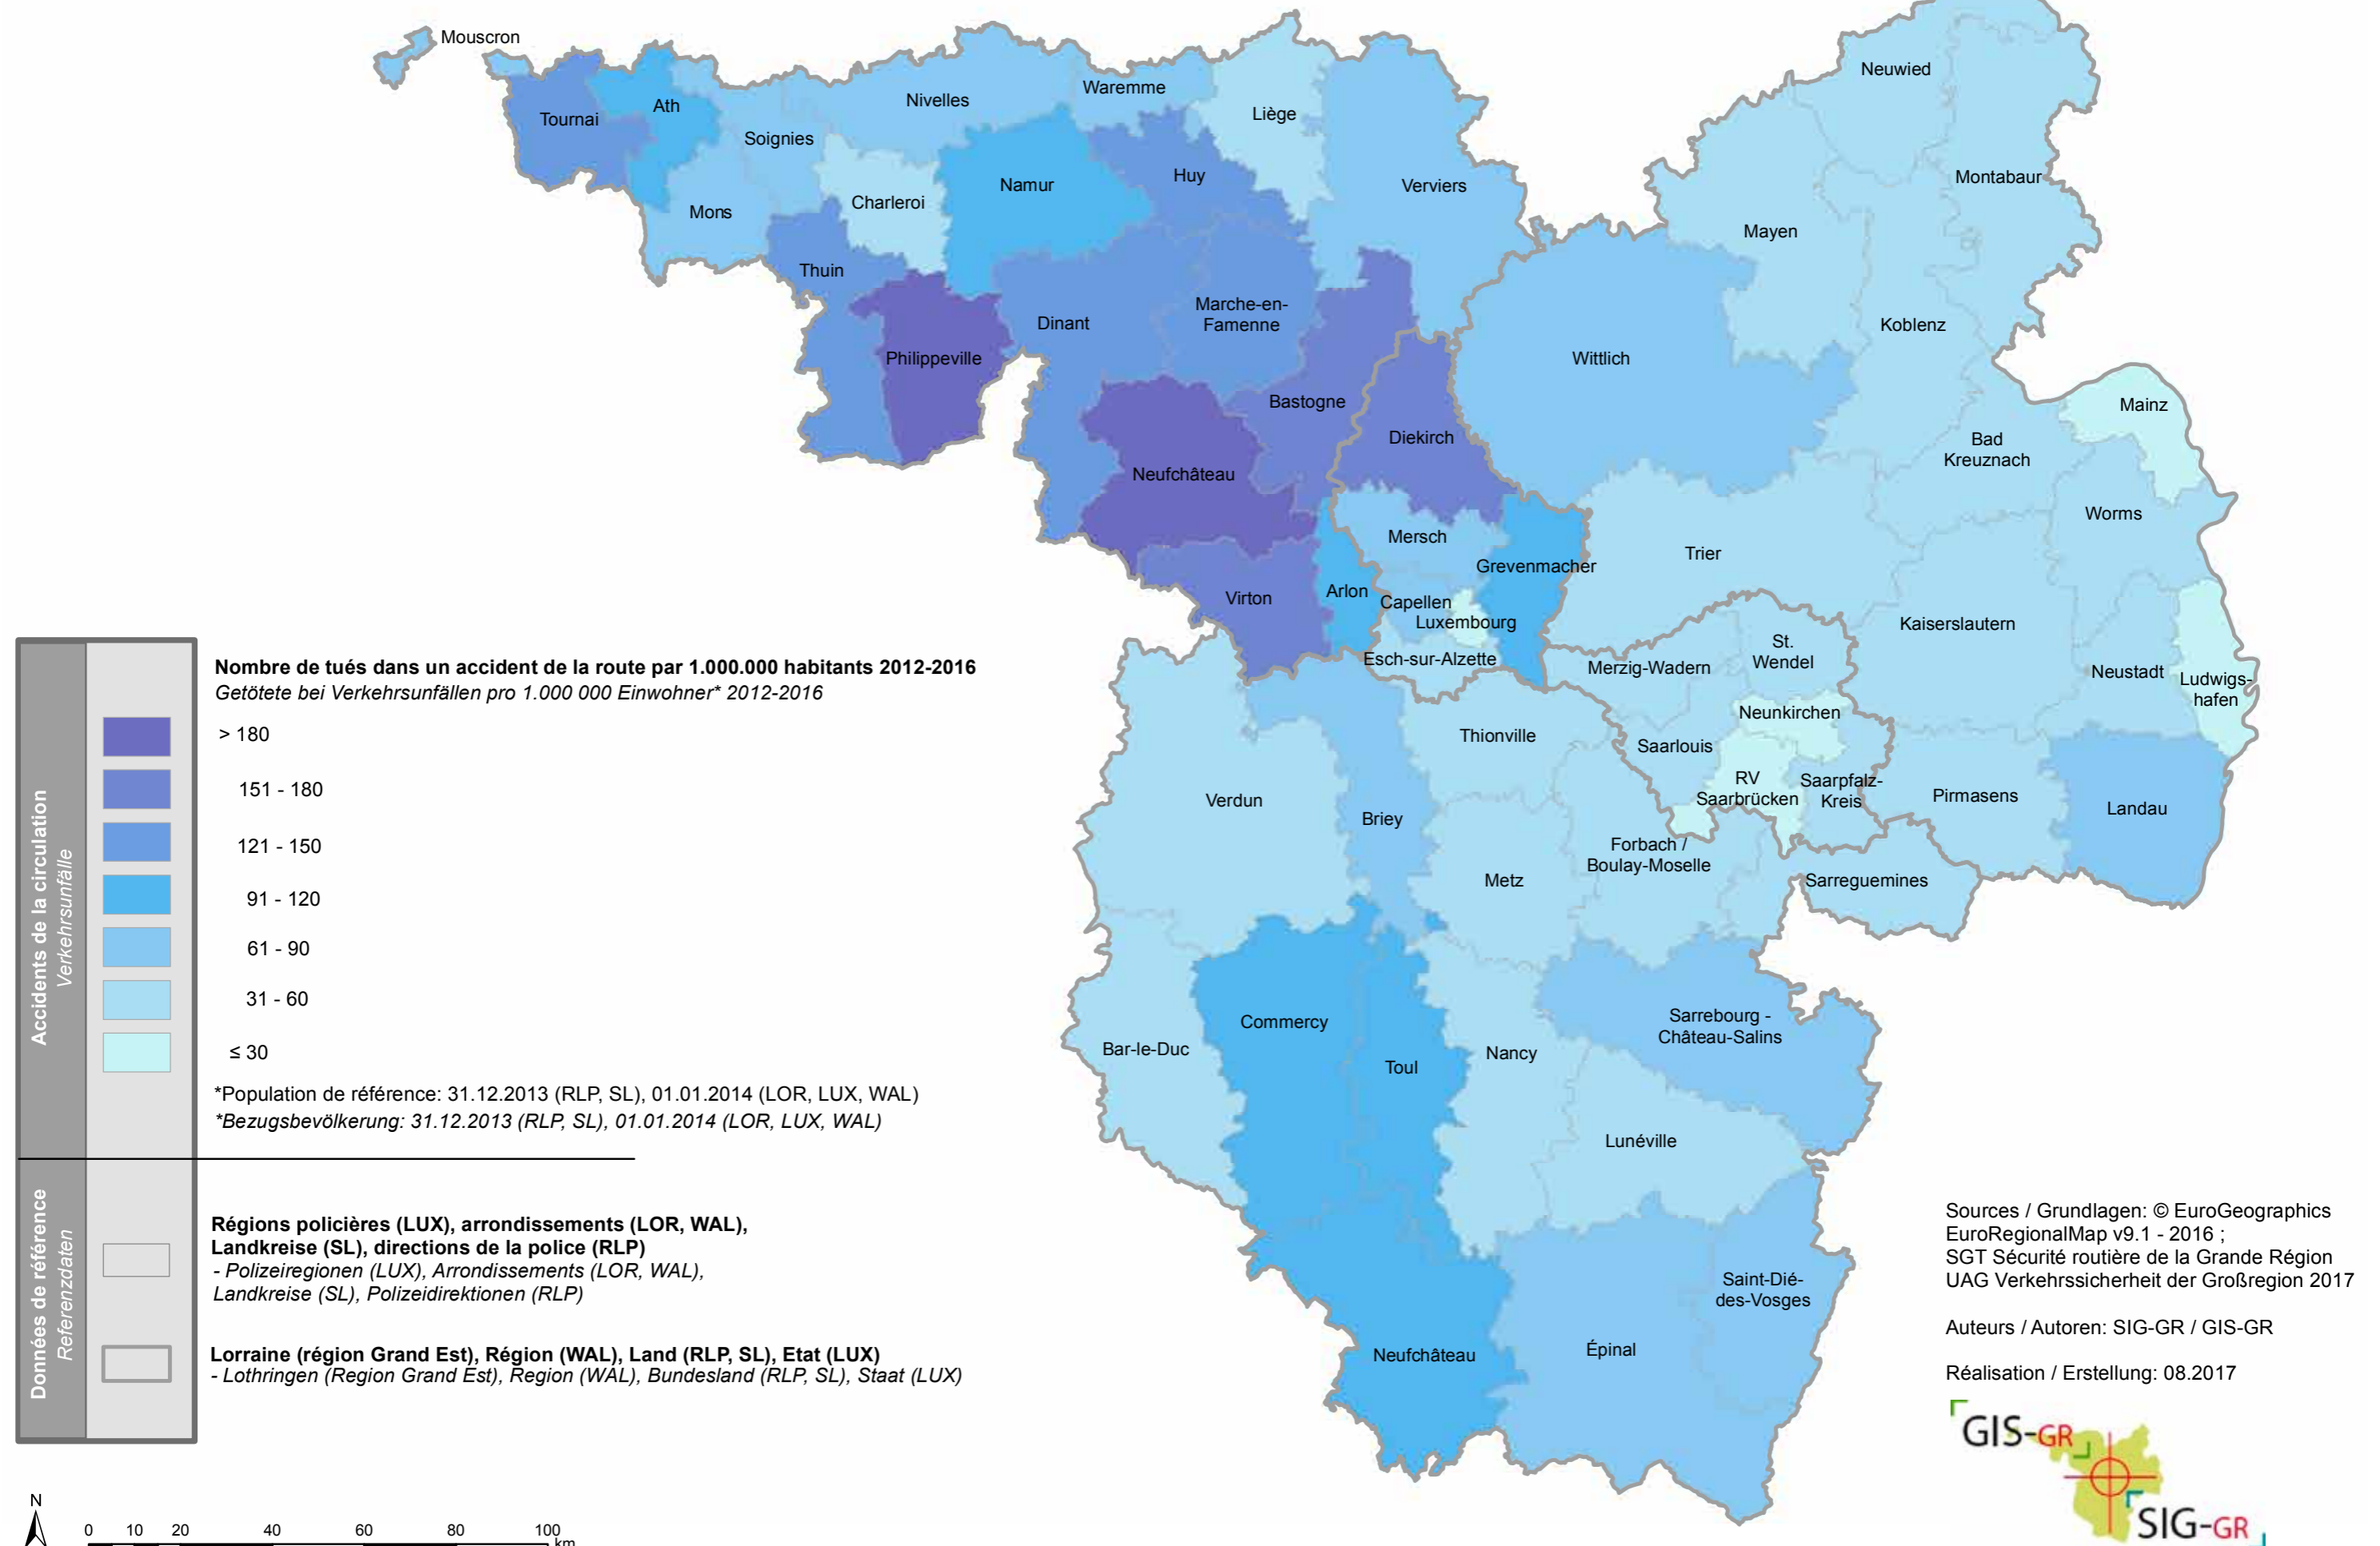 Mouscron
Tournai
Ath
Soignies
Nivelles
Waremme
Liège
Neuwied
Montabaur
Mons
Charleroi
Namur
Huy
Verviers
Mayen
Thuin
Philippeville
Dinant
Marche-en-
Famenne
Koblenz
Wittlich
Bastogne
Diekirch
Neufchâteau
Mainz
Bad
Kreuznach
Worms
Mersch
Grevenmacher
Trier
Virton
Arlon
Capellen
Luxembourg
Esch-sur-Alzette
Merzig-Wadern
St.
Wendel
Kaiserslautern
Neustadt
Ludwigs-
hafen
Neunkirchen
Thionville
Saarlouis
RV
Saarbrücken
Saarpfalz-
Kreis
Pirmasens
Landau
Verdun
Briey
Forbach /
Boulay-Moselle
Metz
Sarreguemines
Commercy
Sarrebourg -
Château-Salins
Bar-le-Duc
Toul
Nancy
Lunéville
Saint-Dié-
des-Vosges
Neufchâteau
Épinal
Accidents de la circulation
Verkehrsunfälle
Nombre de tués dans un accident de la route par 1.000.000 habitants 2012-2016
Getötete bei Verkehrsunfällen pro 1.000 000 Einwohner* 2012-2016
> 180
151 - 180
121 - 150
91 - 120
61 - 90
31 - 60
≤ 30
*Population de référence: 31.12.2013 (RLP, SL), 01.01.2014 (LOR, LUX, WAL)
*Bezugsbevölkerung: 31.12.2013 (RLP, SL), 01.01.2014 (LOR, LUX, WAL)
Données de référence
Referenzdaten
Régions policières (LUX), arrondissements (LOR, WAL),
Landkreise (SL), directions de la police (RLP)
- Polizeiregionen (LUX), Arrondissements (LOR, WAL),
Landkreise (SL), Polizeidirektionen (RLP)
Lorraine (région Grand Est), Région (WAL), Land (RLP, SL), Etat (LUX)
- Lothringen (Region Grand Est), Region (WAL), Bundesland (RLP, SL), Staat (LUX)
N
0 10 20 40 60 80 100
km
Sources / Grundlagen: © EuroGeographics
EuroRegionalMap v9.1 - 2016 ;
SGT Sécurité routière de la Grande Région
UAG Verkehrssicherheit der Großregion 2017
Auteurs / Autoren: SIG-GR / GIS-GR
Réalisation / Erstellung: 08.2017
GIS-GR
SIG-GR